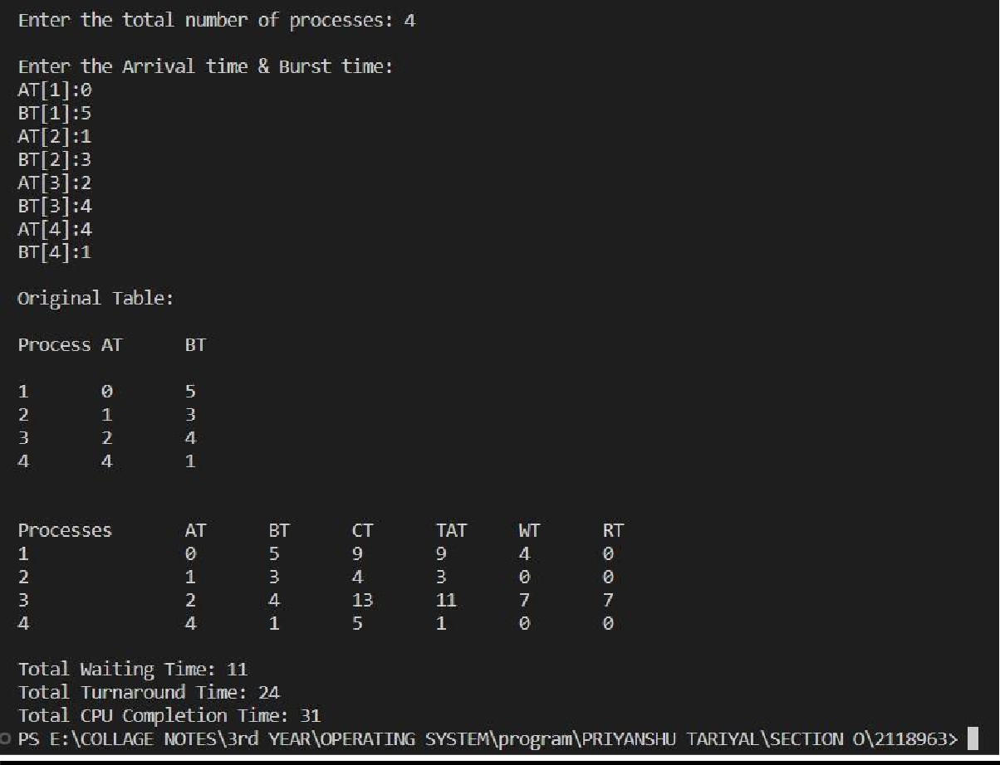 Enter the total number of processes: 4
Enter the Arrival time & Burst time:
AT[1]:0
BT[1]:5
AT[2]:1
BT[2]:3
AT[3]:2
BT[3]:4
AT[4]:4
BT[4]:1
Original Table:
Process AT BT
1 0 5
2 1 3
3 2 4
4 4 1
Processes AT BT CT TAT WT RT
1 0 5 9 9 4 0
2 1 3 4 3 0 0
3 2 4 13 11 7 7
4 4 1 5 1 0 0
Total Waiting Time: 11
Total Turnaround Time: 24
Total CPU Completion Time: 31
PS E:\COLLAGE NOTES\3rd YEAR\OPERATING SYSTEM\program\PRIYANSHU TARIYAL\SECTION O\2118963>